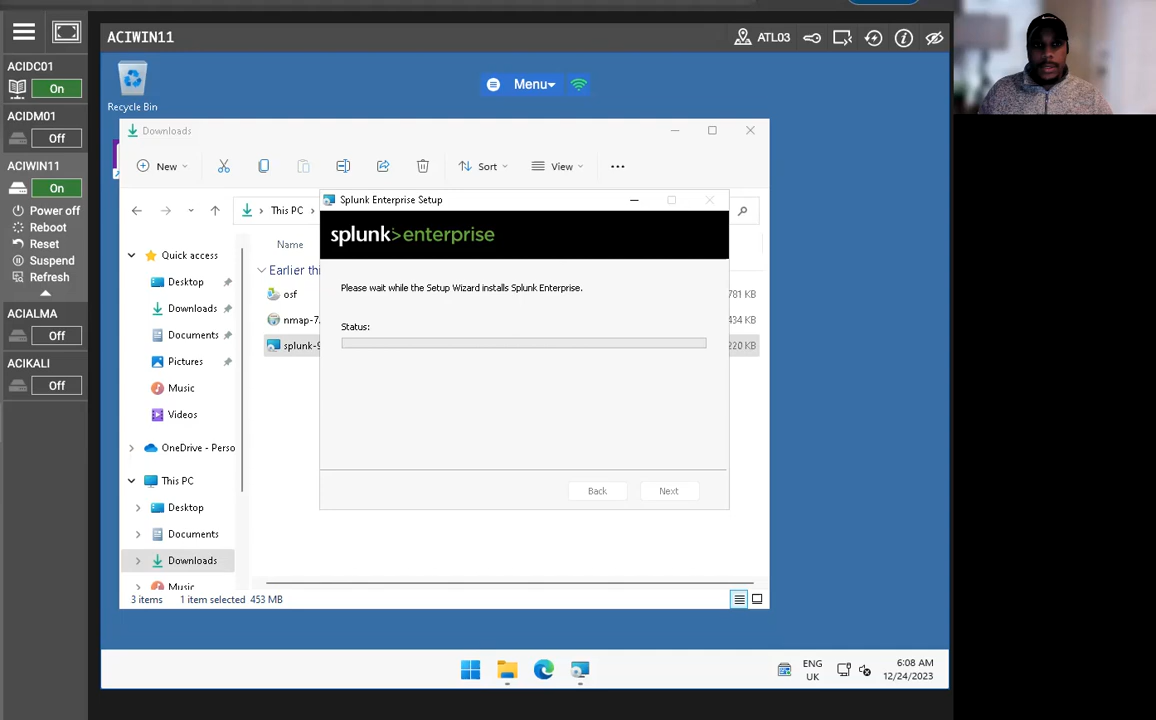 ACIWIN11
ATL03
ACIDC01
On
ACIDM01
Off
ACIWIN11
On
Power off
Reboot
Reset
Suspend
Refresh
ACIALMA
Off
ACIKALI
Off
Recycle Bin
Menu
Downloads
New
Sort
View
This PC
Name
Quick access
Desktop
Downloads
Documents
Pictures
Music
Videos
OneDrive - Perso
This PC
Desktop
Documents
Downloads
Music
Earlier thi
osf
781 KB
nmap-7.
434 KB
splunk-9
220 KB
3 items 1 item selected 453 MB
Splunk Enterprise Setup
splunk>enterprise
Please wait while the Setup Wizard installs Splunk Enterprise.
Status:
Back
Next
ENG
UK
6:08 AM
12/24/2023